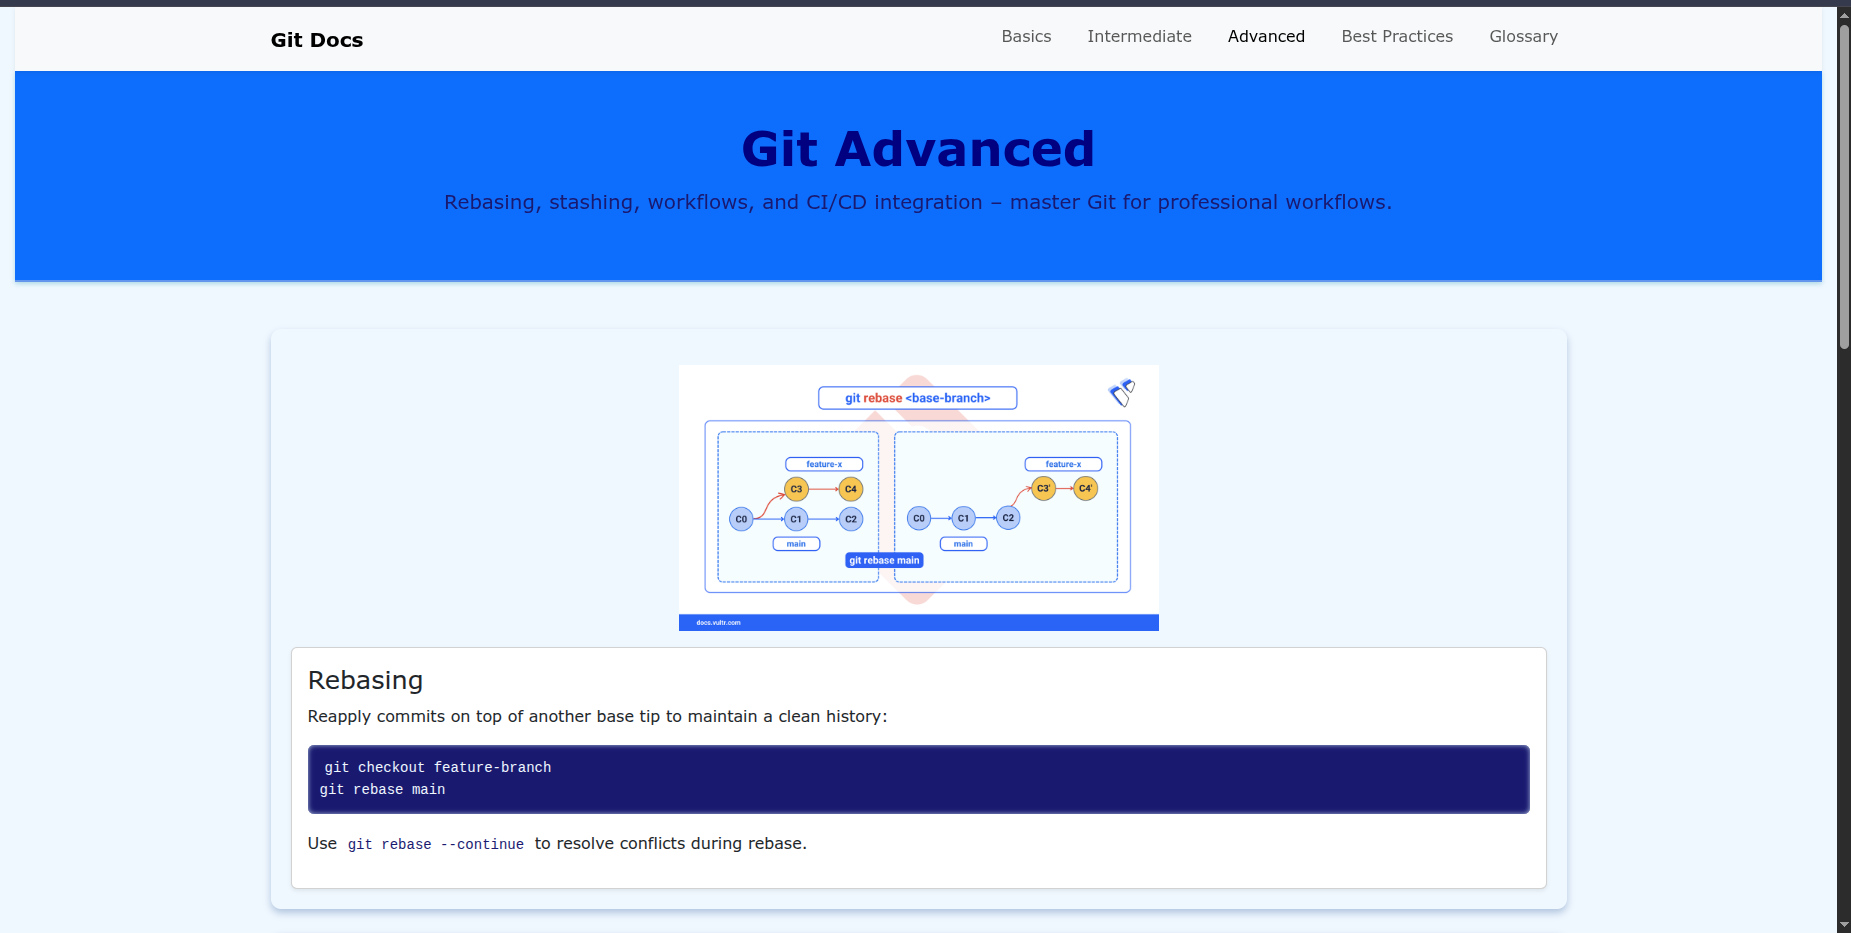 Git Docs
Basics
Intermediate
Advanced
Best Practices
Glossary
Git Advanced
Rebasing, stashing, workflows, and CI/CD integration – master Git for professional workflows.
git rebase <base-branch>
feature-x
C3
C4
C0
C1
C2
main
feature-x
C3'
C4'
C0
C1
C2
main
git rebase main
docs.vultr.com
Rebasing
Reapply commits on top of another base tip to maintain a clean history:
git checkout feature-branch
git rebase main
Use git rebase --continue to resolve conflicts during rebase.